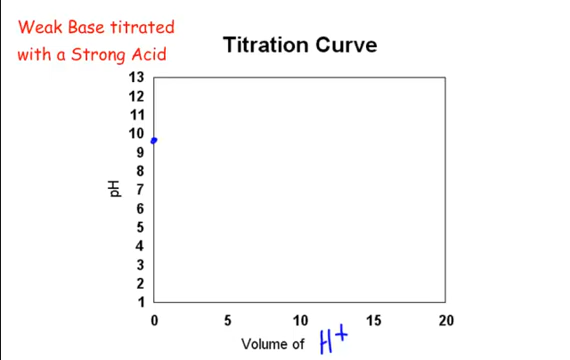 Weak Base titrated
with a Strong Acid
Titration Curve
pH
13
12
11
10
9
8
7
6
5
4
3
2
1
0 5 10 15 20
Volume of H+